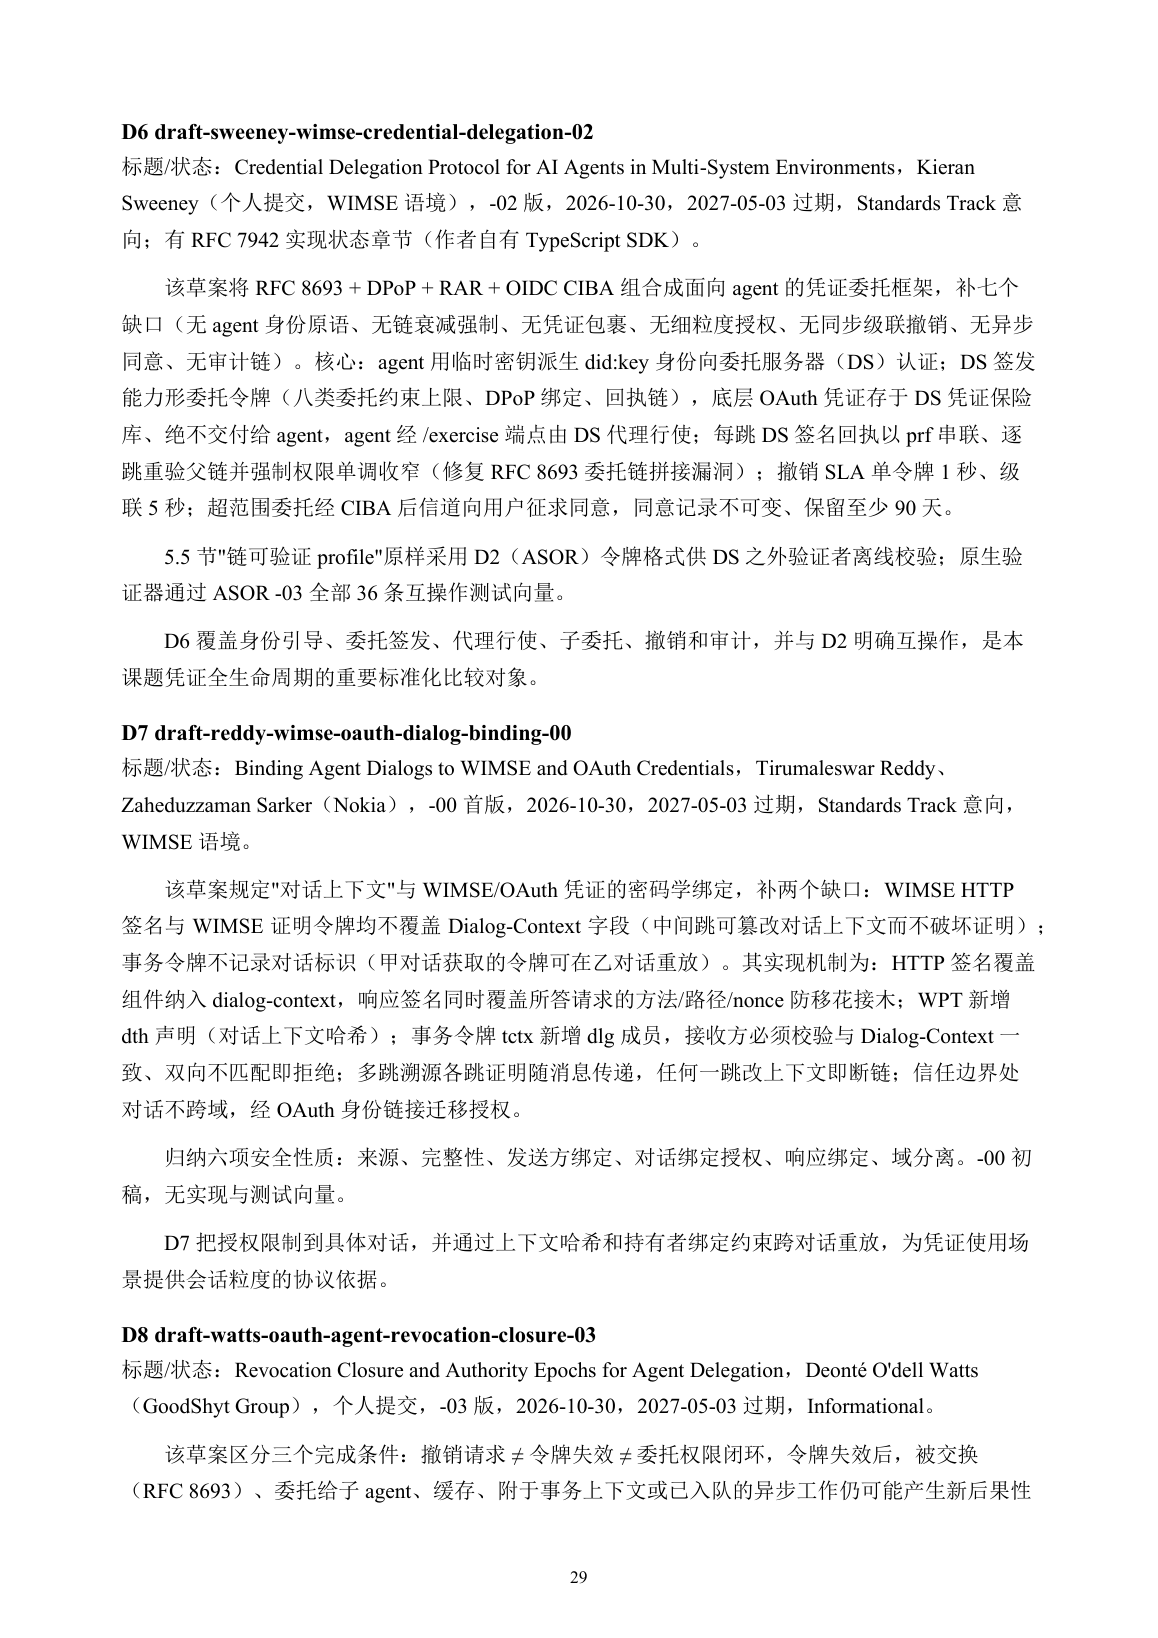 D6 draft-sweeney-wimse-credential-delegation-02
标题/状态：Credential Delegation Protocol for AI Agents in Multi-System Environments，Kieran
Sweeney（个人提交，WIMSE 语境），-02 版，2026-10-30，2027-05-03 过期，Standards Track 意
向；有 RFC 7942 实现状态章节（作者自有 TypeScript SDK）。
该草案将 RFC 8693 + DPoP + RAR + OIDC CIBA 组合成面向 agent 的凭证委托框架，补七个
缺口（无 agent 身份原语、无链衰减强制、无凭证包裹、无细粒度授权、无同步级联撤销、无异步
同意、无审计链）。核心：agent 用临时密钥派生 did:key 身份向委托服务器（DS）认证；DS 签发
能力形委托令牌（八类委托约束上限、DPoP 绑定、回执链），底层 OAuth 凭证存于 DS 凭证保险
库、绝不交付给 agent，agent 经 /exercise 端点由 DS 代理行使；每跳 DS 签名回执以 prf 串联、逐
跳重验父链并强制权限单调收窄（修复 RFC 8693 委托链拼接漏洞）；撤销 SLA 单令牌 1 秒、级
联 5 秒；超范围委托经 CIBA 后信道向用户征求同意，同意记录不可变、保留至少 90 天。
5.5 节"链可验证 profile"原样采用 D2（ASOR）令牌格式供 DS 之外验证者离线校验；原生验
证器通过 ASOR -03 全部 36 条互操作测试向量。
D6 覆盖身份引导、委托签发、代理行使、子委托、撤销和审计，并与 D2 明确互操作，是本
课题凭证全生命周期的重要标准化比较对象。
D7 draft-reddy-wimse-oauth-dialog-binding-00
标题/状态：Binding Agent Dialogs to WIMSE and OAuth Credentials，Tirumaleswar Reddy、
Zaheduzzaman Sarker（Nokia），-00 首版，2026-10-30，2027-05-03 过期，Standards Track 意向，
WIMSE 语境。
该草案规定"对话上下文"与 WIMSE/OAuth 凭证的密码学绑定，补两个缺口：WIMSE HTTP
签名与 WIMSE 证明令牌均不覆盖 Dialog-Context 字段（中间跳可篡改对话上下文而不破坏证明）；
事务令牌不记录对话标识（甲对话获取的令牌可在乙对话重放）。其实现机制为：HTTP 签名覆盖
组件纳入 dialog-context，响应签名同时覆盖所答请求的方法/路径/nonce 防移花接木；WPT 新增
dth 声明（对话上下文哈希）；事务令牌 tctx 新增 dlg 成员，接收方必须校验与 Dialog-Context 一
致、双向不匹配即拒绝；多跳溯源各跳证明随消息传递，任何一跳改上下文即断链；信任边界处
对话不跨域，经 OAuth 身份链接迁移授权。
归纳六项安全性质：来源、完整性、发送方绑定、对话绑定授权、响应绑定、域分离。-00 初
稿，无实现与测试向量。
D7 把授权限制到具体对话，并通过上下文哈希和持有者绑定约束跨对话重放，为凭证使用场
景提供会话粒度的协议依据。
D8 draft-watts-oauth-agent-revocation-closure-03
标题/状态：Revocation Closure and Authority Epochs for Agent Delegation，Deonté O'dell Watts
（GoodShyt Group），个人提交，-03 版，2026-10-30，2027-05-03 过期，Informational。
该草案区分三个完成条件：撤销请求 ≠ 令牌失效 ≠ 委托权限闭环，令牌失效后，被交换
（RFC 8693）、委托给子 agent、缓存、附于事务上下文或已入队的异步工作仍可能产生新后果性
29